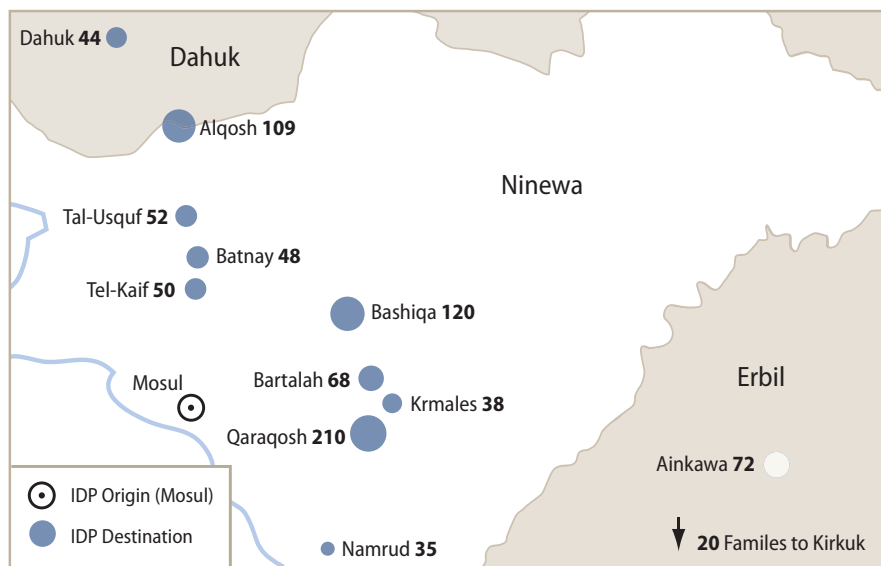 Dahuk 44
Dahuk
Alqosh 109
Ninewa
Tal-Usquf 52
Batnay 48
Tel-Kaif 50
Bashiqa 120
Mosul
Bartalah 68
Erbil
Krmales 38
Qaraqosh 210
Ainkawa 72
IDP Origin (Mosul)
IDP Destination
Namrud 35
20 Familes to Kirkuk